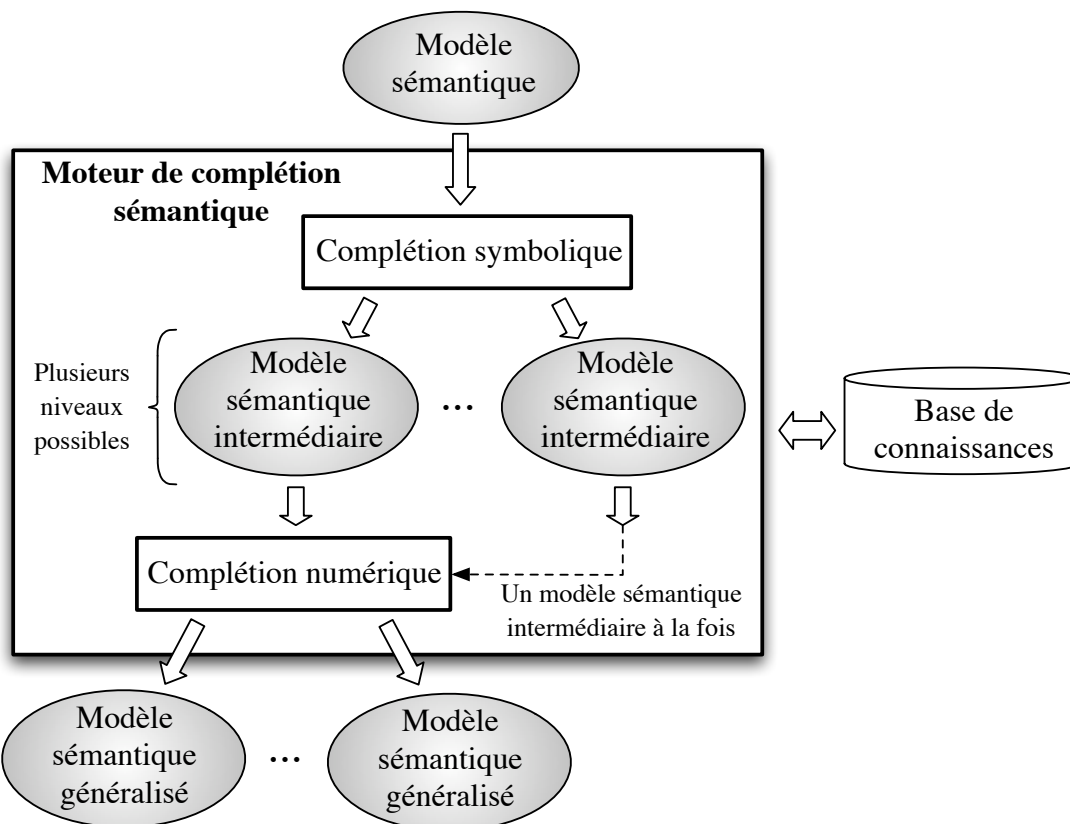 Modèle
sémantique
Moteur de complétion
sémantique
Complétion symbolique
Plusieurs
niveaux
possibles
Modèle
sémantique
intermédiaire
...
Modèle
sémantique
intermédiaire
Base de
connaissances
Complétion numérique
Un modèle sémantique
intermédiaire à la fois
Modèle
sémantique
généralisé
...
Modèle
sémantique
généralisé